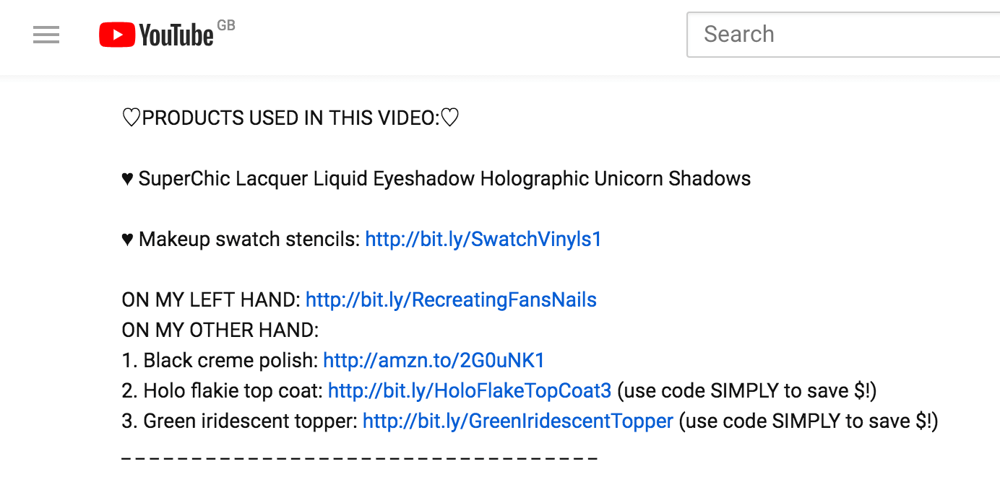 YouTube GB
Search
♡PRODUCTS USED IN THIS VIDEO:♡
♥ SuperChic Lacquer Liquid Eyeshadow Holographic Unicorn Shadows
♥ Makeup swatch stencils: http://bit.ly/SwatchVinyls1
ON MY LEFT HAND: http://bit.ly/RecreatingFansNails
ON MY OTHER HAND:
1. Black creme polish: http://amzn.to/2G0uNK1
2. Holo flakie top coat: http://bit.ly/HoloFlakeTopCoat3 (use code SIMPLY to save $!)
3. Green iridescent topper: http://bit.ly/GreenIridescentTopper (use code SIMPLY to save $!)
_ _ _ _ _ _ _ _ _ _ _ _ _ _ _ _ _ _ _ _ _ _ _ _ _ _ _ _ _ _ _ _ _ _